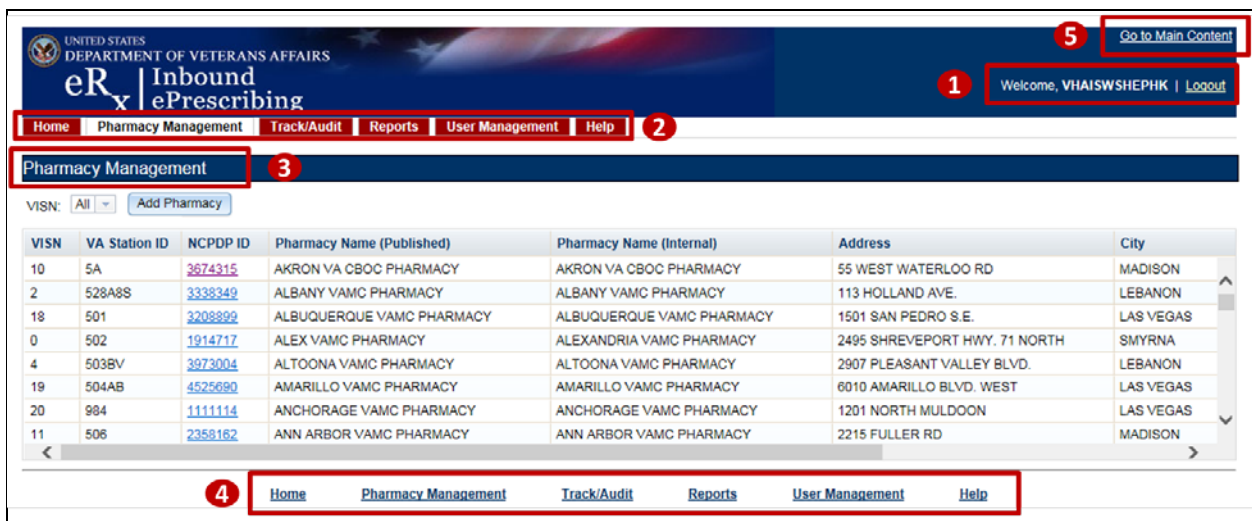 UNITED STATES
DEPARTMENT OF VETERANS AFFAIRS
eRx | Inbound
ePrescribing
5 Go to Main Content
1 Welcome, VHAISWSHEPHK | Logout
Home Pharmacy Management Track/Audit Reports User Management Help 2
Pharmacy Management 3
VISN: All Add Pharmacy
VISN VA Station ID NCPDP ID Pharmacy Name (Published) Pharmacy Name (Internal) Address City
10 5A 3674315 AKRON VA CBOC PHARMACY AKRON VA CBOC PHARMACY 55 WEST WATERLOO RD MADISON
2 528A8S 3338349 ALBANY VAMC PHARMACY ALBANY VAMC PHARMACY 113 HOLLAND AVE. LEBANON
18 501 3208899 ALBUQUERQUE VAMC PHARMACY ALBUQUERQUE VAMC PHARMACY 1501 SAN PEDRO S.E. LAS VEGAS
0 502 1914717 ALEX VAMC PHARMACY ALEXANDRIA VAMC PHARMACY 2495 SHREVEPORT HWY. 71 NORTH SMYRNA
4 503BV 3973004 ALTOONA VAMC PHARMACY ALTOONA VAMC PHARMACY 2907 PLEASANT VALLEY BLVD. LEBANON
19 504AB 4525690 AMARILLO VAMC PHARMACY AMARILLO VAMC PHARMACY 6010 AMARILLO BLVD. WEST LAS VEGAS
20 984 1111114 ANCHORAGE VAMC PHARMACY ANCHORAGE VAMC PHARMACY 1201 NORTH MULDOON LAS VEGAS
11 506 2358162 ANN ARBOR VAMC PHARMACY ANN ARBOR VAMC PHARMACY 2215 FULLER RD MADISON
4 Home Pharmacy Management Track/Audit Reports User Management Help